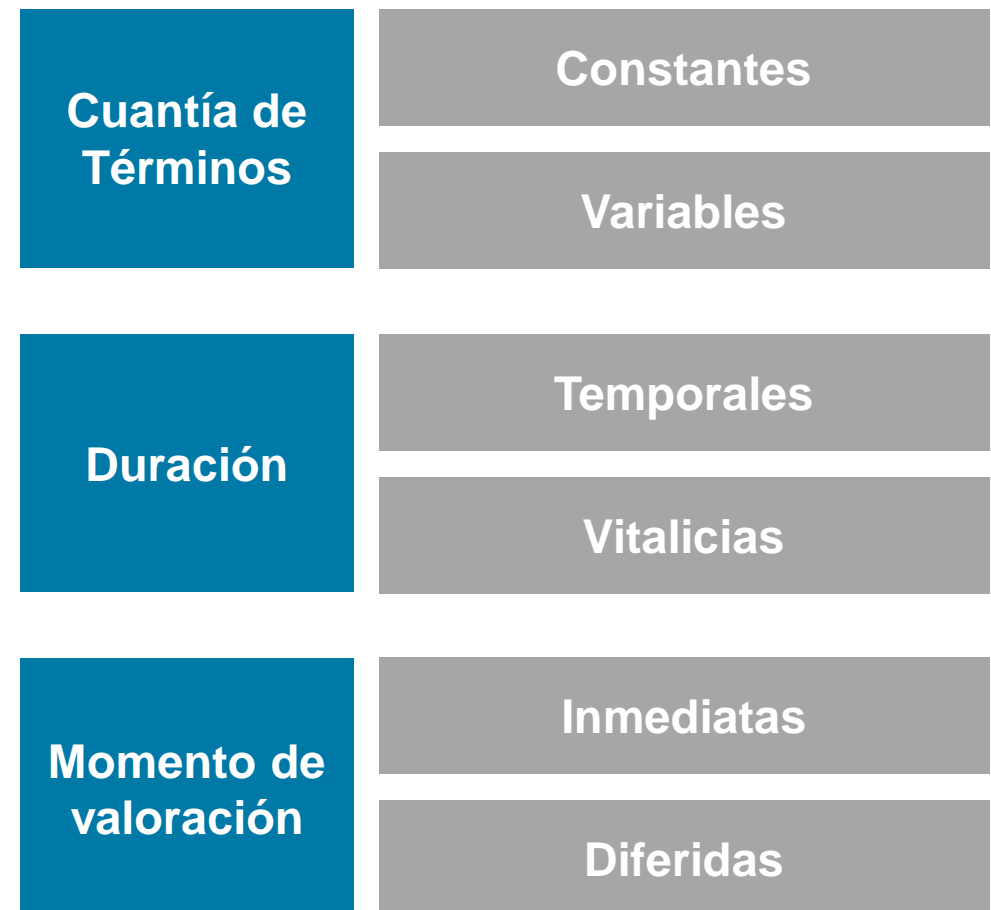 Cuantía de
Términos
Constantes
Variables
Duración
Temporales
Vitalicias
Momento de
valoración
Inmediatas
Diferidas